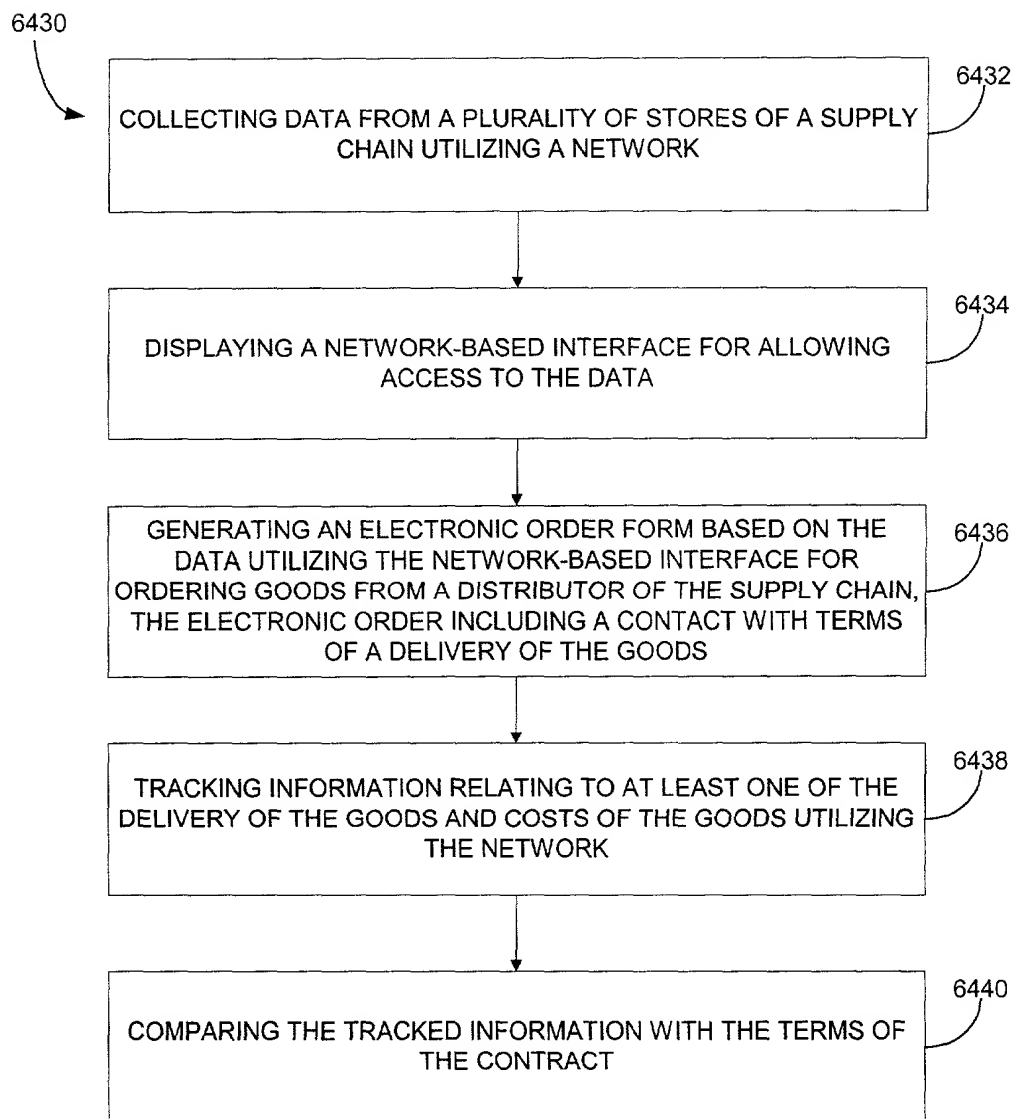 6430
6432
COLLECTING DATA FROM A PLURALITY OF STORES OF A SUPPLY
CHAIN UTILIZING A NETWORK
6434
DISPLAYING A NETWORK-BASED INTERFACE FOR ALLOWING
ACCESS TO THE DATA
6436
GENERATING AN ELECTRONIC ORDER FORM BASED ON THE
DATA UTILIZING THE NETWORK-BASED INTERFACE FOR
ORDERING GOODS FROM A DISTRIBUTOR OF THE SUPPLY CHAIN,
THE ELECTRONIC ORDER INCLUDING A CONTACT WITH TERMS
OF A DELIVERY OF THE GOODS
6438
TRACKING INFORMATION RELATING TO AT LEAST ONE OF THE
DELIVERY OF THE GOODS AND COSTS OF THE GOODS UTILIZING
THE NETWORK
6440
COMPARING THE TRACKED INFORMATION WITH THE TERMS OF
THE CONTRACT